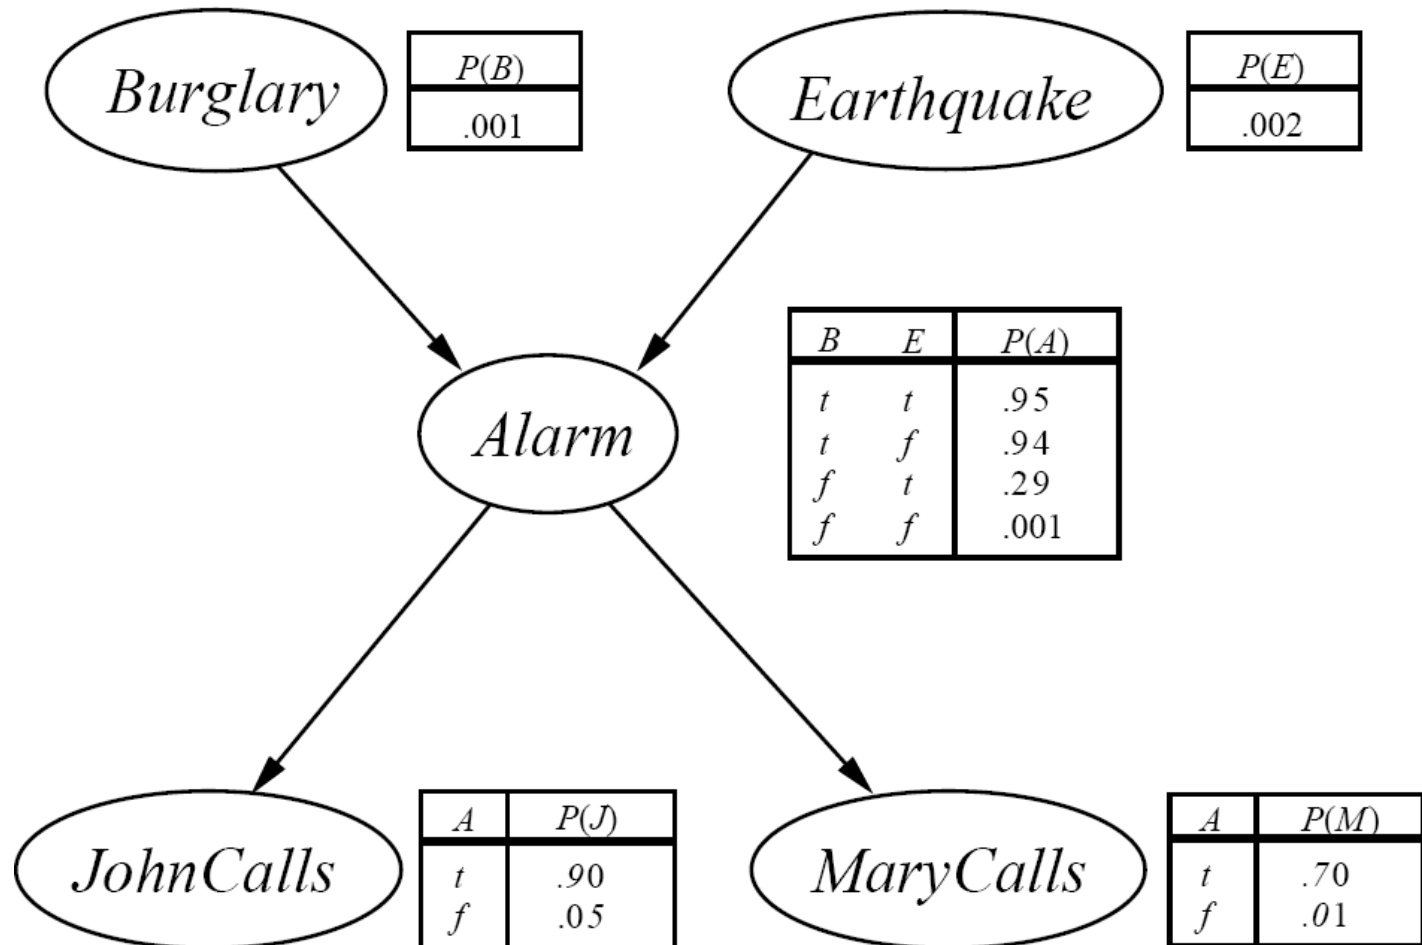 Burglary
P(B)
.001
Earthquake
P(E)
.002
Alarm
B E P(A)
t t .95
t f .94
f t .29
f f .001
JohnCalls
A P(J)
t .90
f .05
MaryCalls
A P(M)
t .70
f .01